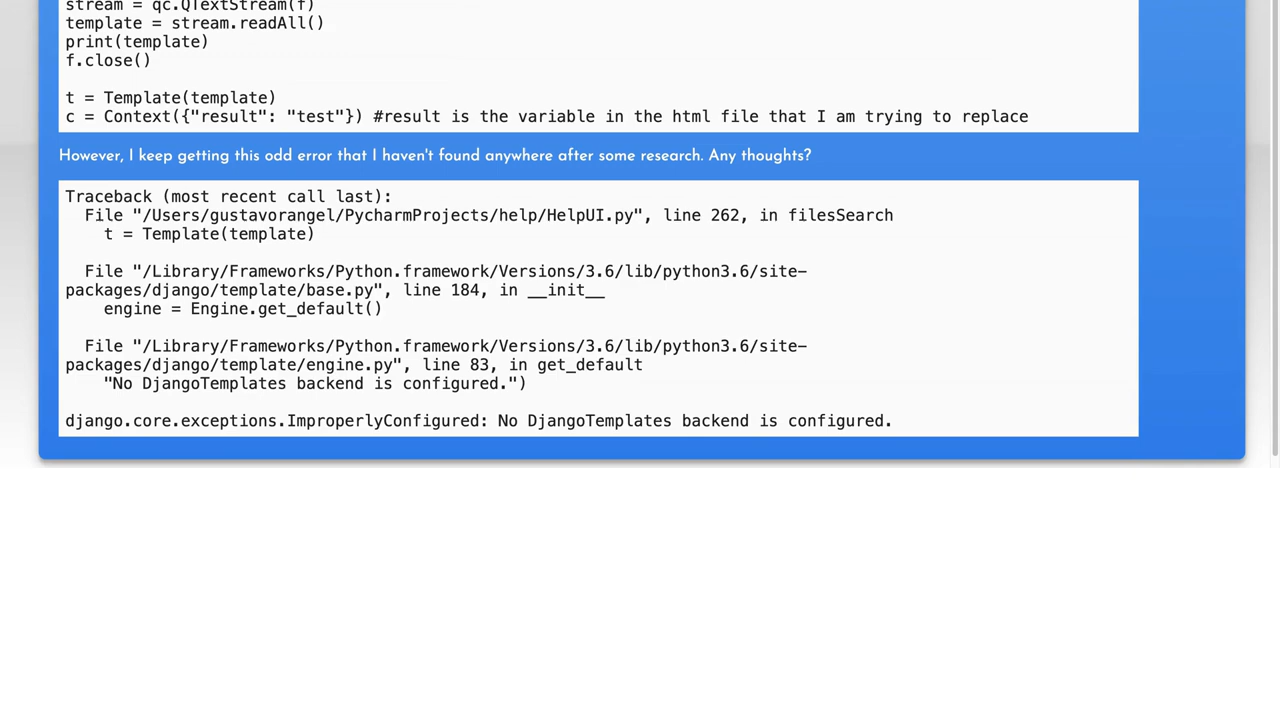 stream = qc.QTextStream(f)
template = stream.readAll()
print(template)
f.close()
t = Template(template)
c = Context({"result": "test"}) #result is the variable in the html file that I am trying to replace
However, I keep getting this odd error that I haven't found anywhere after some research. Any thoughts?
Traceback (most recent call last):
  File "/Users/gustavorangel/PycharmProjects/help/HelpUI.py", line 262, in filesSearch
    t = Template(template)
  File "/Library/Frameworks/Python.framework/Versions/3.6/lib/python3.6/site-
packages/django/template/base.py", line 184, in __init__
    engine = Engine.get_default()
  File "/Library/Frameworks/Python.framework/Versions/3.6/lib/python3.6/site-
packages/django/template/engine.py", line 83, in get_default
    "No DjangoTemplates backend is configured.")
django.core.exceptions.ImproperlyConfigured: No DjangoTemplates backend is configured.